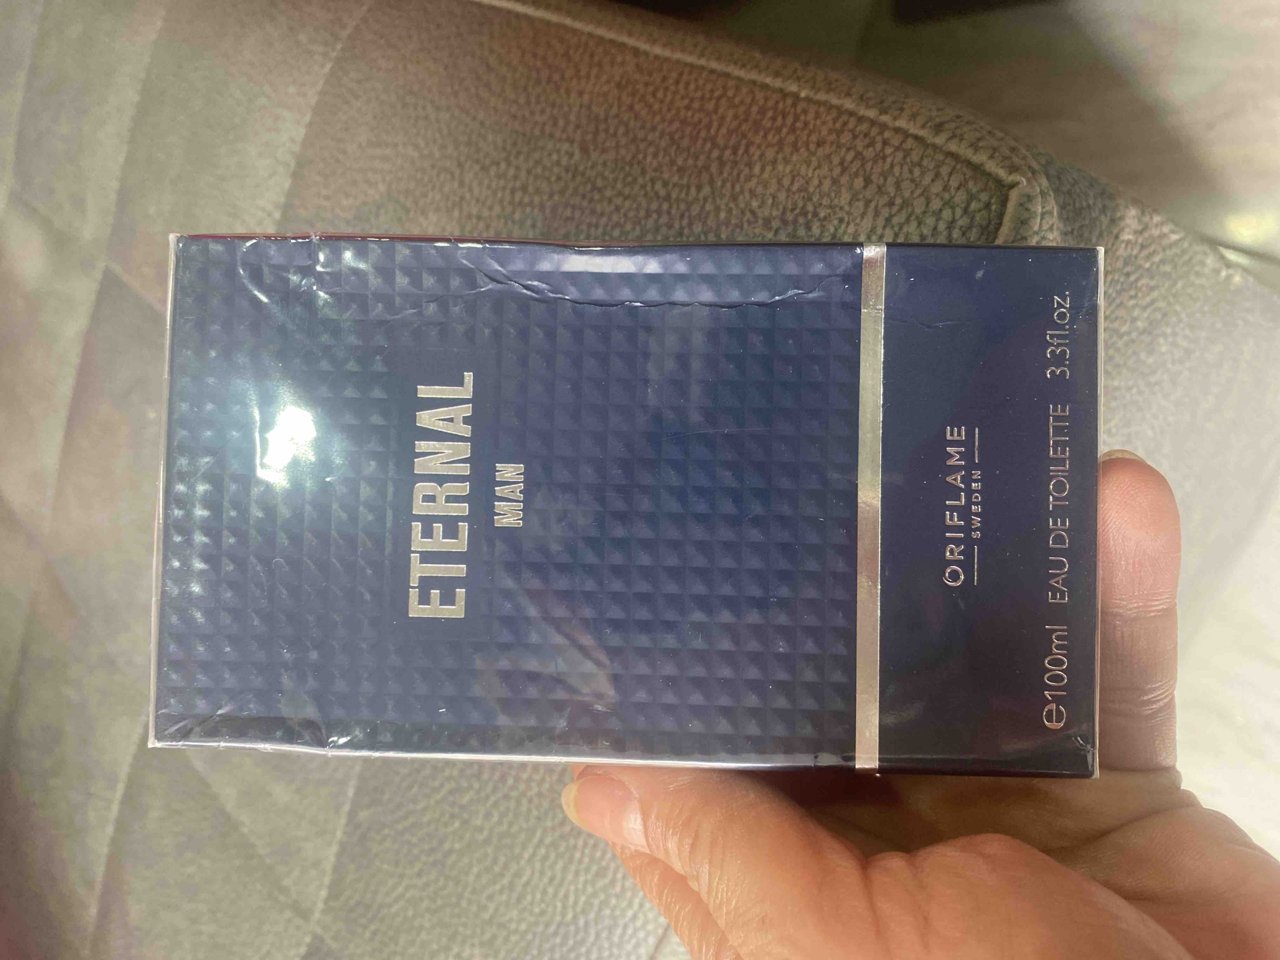 ETERNAL
MAN
ORIFLAME
SWEDEN
℮100ml EAU DE TOILETTE 3.3fl.oz.